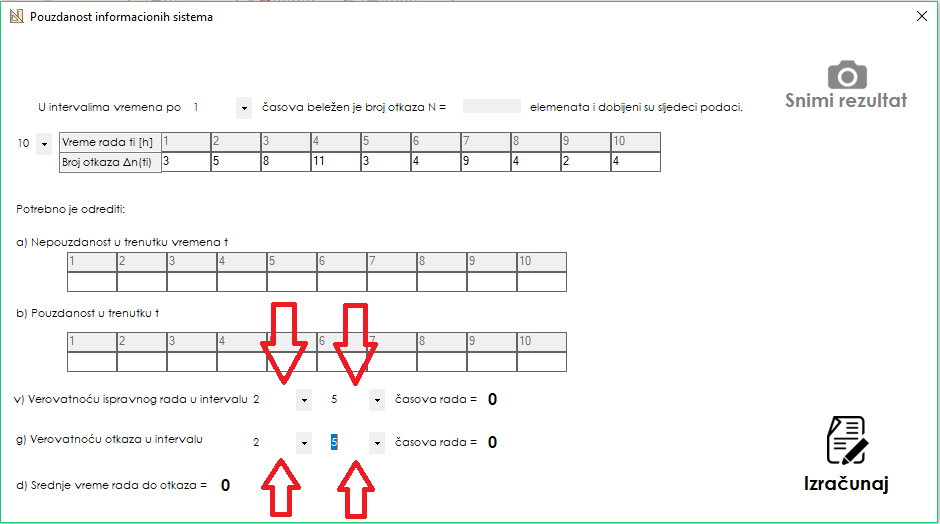 Pouzdanost informacionih sistema
Snimi rezultat
U intervalima vremena po 1 časova beležen je broj otkaza N = elemenata i dobijeni su sljedeci podaci.
10 Vreme rada ti [h] 1 2 3 4 5 6 7 8 9 10
Broj otkaza Δn(ti) 3 5 8 11 3 4 9 4 2 4
Potrebno je odrediti:
a) Nepouzdanost u trenutku vremena t
1 2 3 4 5 6 7 8 9 10
b) Pouzdanost u trenutku t
1 2 3 4 6 7 8 9 10
v) Verovatnoću ispravnog rada u intervalu 2 5 časova rada = 0
g) Verovatnoću otkaza u intervalu 2 5 časova rada = 0
d) Srednje vreme rada do otkaza = 0
Izračunaj